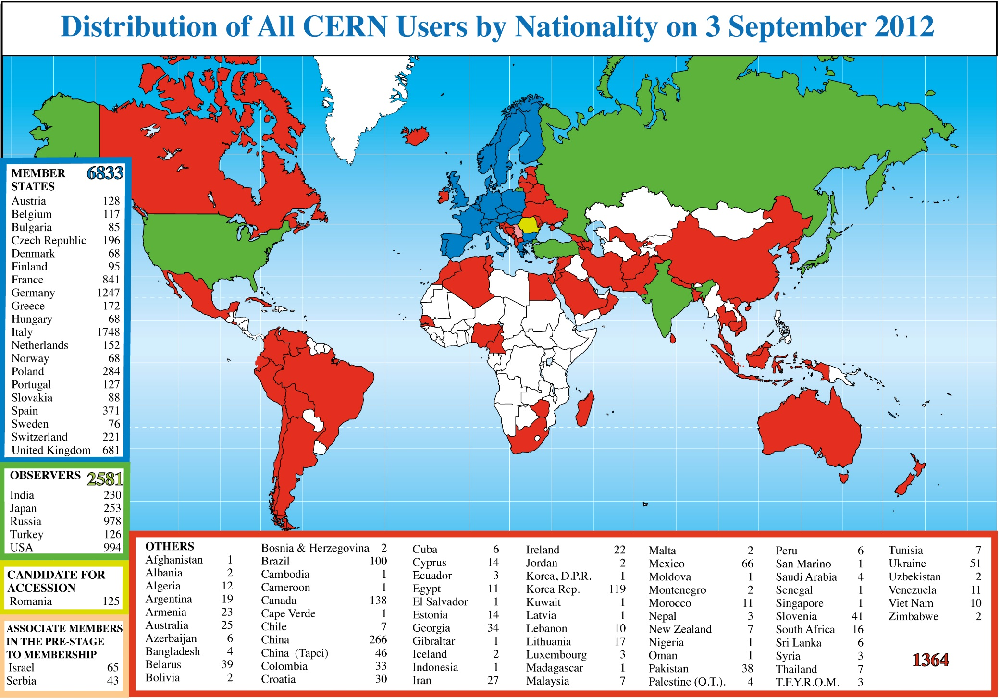 Distribution of All CERN Users by Nationality on 3 September 2012
MEMBER 6833
STATES
Austria 128
Belgium 117
Bulgaria 85
Czech Republic 196
Denmark 68
Finland 95
France 841
Germany 1247
Greece 172
Hungary 68
Italy 1748
Netherlands 152
Norway 68
Poland 284
Portugal 127
Slovakia 88
Spain 371
Sweden 76
Switzerland 221
United Kingdom 681
OBSERVERS 2581
India 230
Japan 253
Russia 978
Turkey 126
USA 994
CANDIDATE FOR
ACCESSION
Romania 125
ASSOCIATE MEMBERS
IN THE PRE-STAGE
TO MEMBERSHIP
Israel 65
Serbia 43
OTHERS
Afghanistan 1
Albania 2
Algeria 12
Argentina 19
Armenia 23
Australia 25
Azerbaijan 6
Bangladesh 4
Belarus 39
Bolivia 2
Bosnia & Herzegovina 2
Brazil 100
Cambodia 1
Cameroon 1
Canada 138
Cape Verde 1
Chile 7
China 266
China (Tapei) 46
Colombia 33
Croatia 30
Cuba 6
Cyprus 14
Ecuador 3
Egypt 11
El Salvador 1
Estonia 14
Georgia 34
Gibraltar 1
Iceland 2
Indonesia 1
Iran 27
Ireland 22
Jordan 2
Korea, D.P.R. 1
Korea Rep. 119
Kuwait 1
Latvia 1
Lebanon 10
Lithuania 17
Luxembourg 3
Madagascar 1
Malaysia 7
Malta 2
Mexico 66
Moldova 1
Montenegro 2
Morocco 11
Nepal 3
New Zealand 7
Nigeria 1
Oman 1
Pakistan 38
Palestine (O.T.). 4
Peru 6
San Marino 1
Saudi Arabia 4
Senegal 1
Singapore 1
Slovenia 41
South Africa 16
Sri Lanka 6
Syria 3
Thailand 7
T.F.Y.R.O.M. 3
Tunisia 7
Ukraine 51
Uzbekistan 2
Venezuela 11
Viet Nam 10
Zimbabwe 2
1364